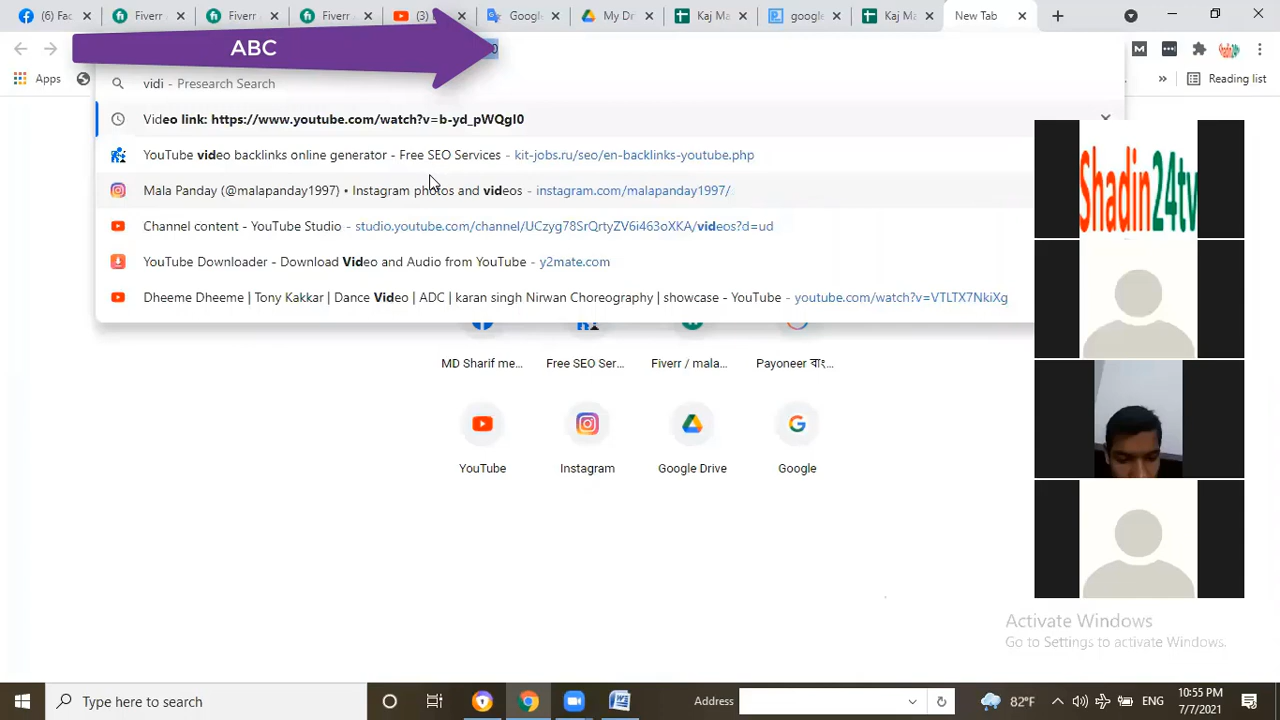 (2) Fa
Fiverr
Fiverr
Fiverr
(3)
Googl
My Dr
Kaj Ma
google
Kaj Ma
New Tab
ABC
0
Apps
Reading list
vidi - Presearch Search
Video link: https://www.youtube.com/watch?v=b-yd_pWQgI0
YouTube video backlinks online generator - Free SEO Services - kit-jobs.ru/seo/en-backlinks-youtube.php
Mala Panday (@malapanday1997) • Instagram photos and videos - instagram.com/malapanday1997/
Channel content - YouTube Studio - studio.youtube.com/channel/UCzyg78SrQrtyZV6i463oXKA/videos?d=ud
YouTube Downloader - Download Video and Audio from YouTube - y2mate.com
Dheeme Dheeme | Tony Kakkar | Dance Video | ADC | karan singh Nirwan Choreography | showcase - YouTube - youtube.com/watch?v=VTLTX7NkiXg
MD Sharif me...
Free SEO Ser...
Fiverr / mala...
Payoneer বাং...
YouTube
Instagram
Google Drive
Google
Shadin24tv
Activate Windows
Go to Settings to activate Windows.
Type here to search
Address
82°F
ENG
10:55 PM
7/7/2021